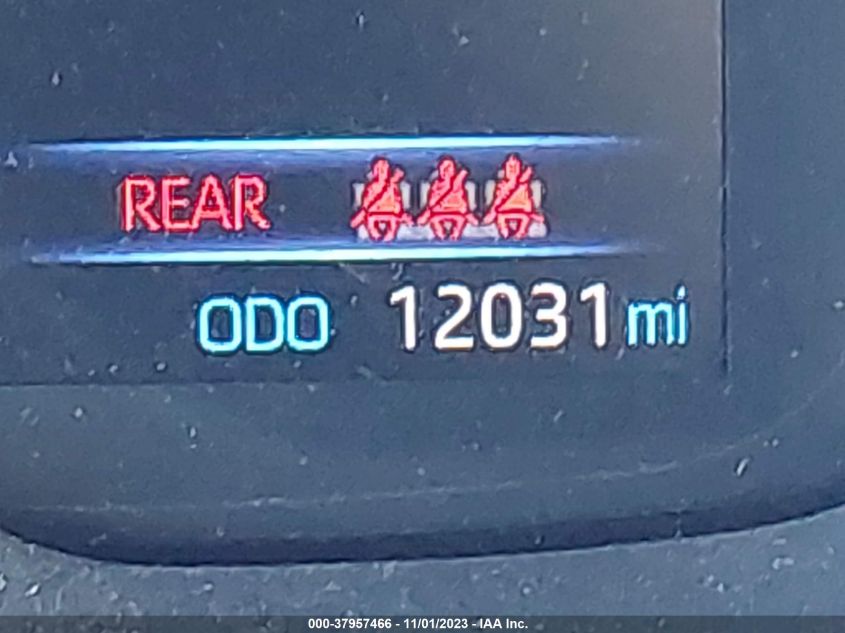 REAR
ODO 12031 mi
000-37957466 - 11/01/2023 - IAA Inc.